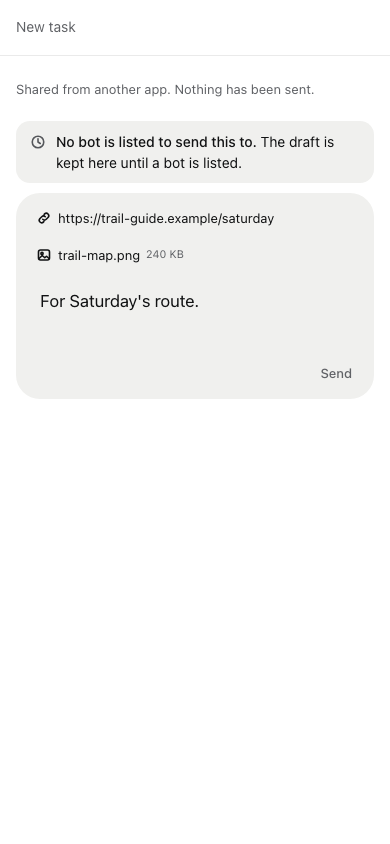 New task
Shared from another app. Nothing has been sent.
No bot is listed to send this to. The draft is
kept here until a bot is listed.
https://trail-guide.example/saturday
trail-map.png 240 KB
For Saturday's route.
Send